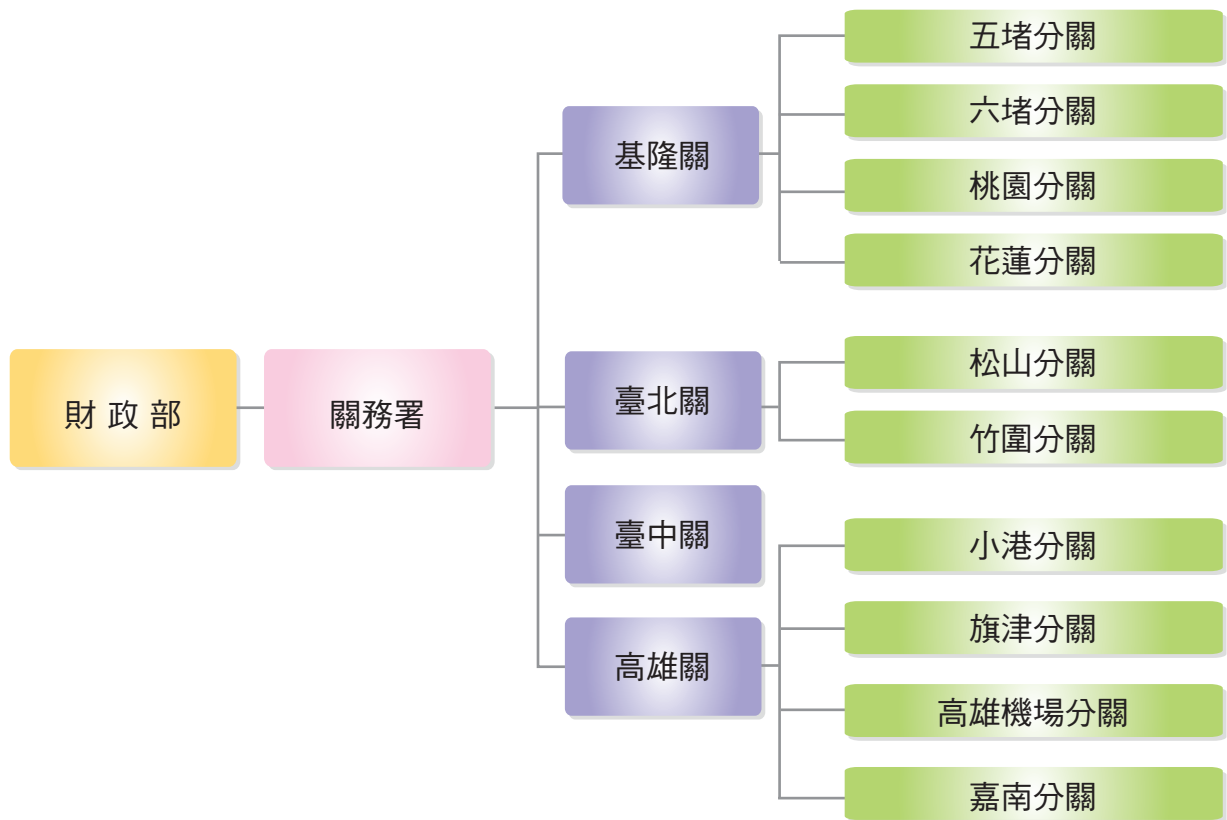 財政部
關務署
基隆關
五堵分關
六堵分關
桃園分關
花蓮分關
臺北關
松山分關
竹圍分關
臺中關
高雄關
小港分關
旗津分關
高雄機場分關
嘉南分關